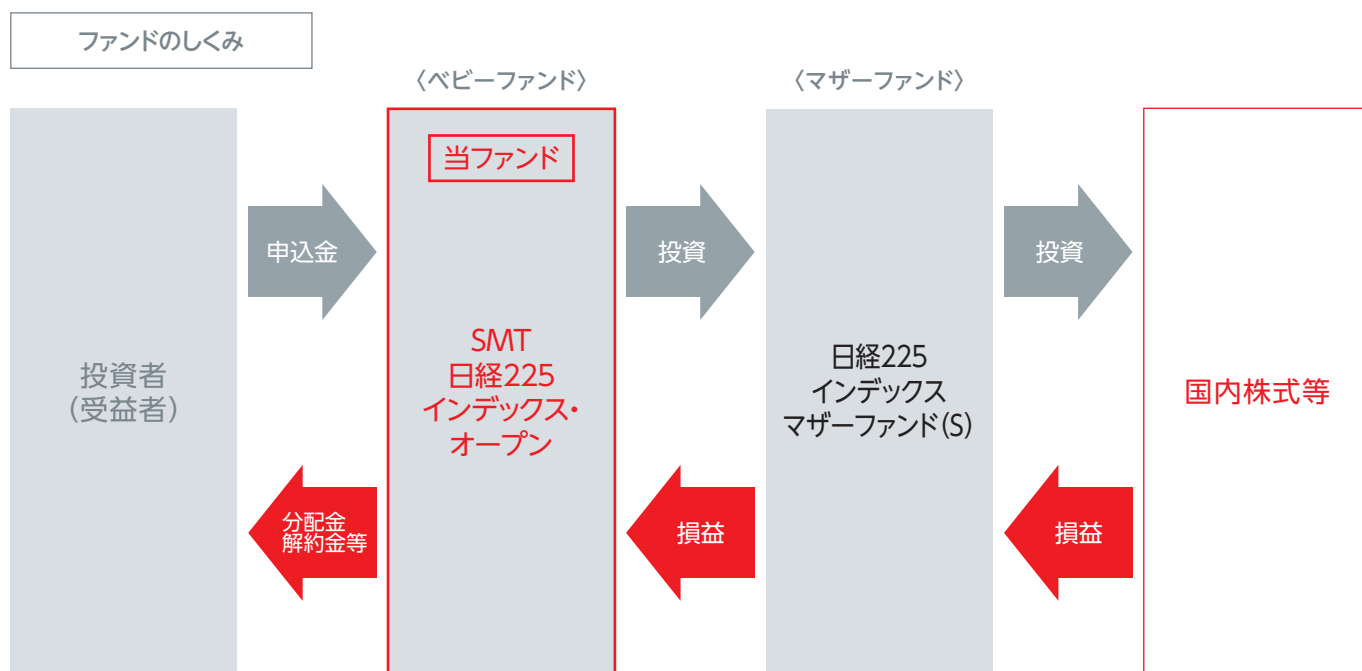 ファンドのしくみ
〈ベビーファンド〉
〈マザーファンド〉
当ファンド
申込金
投資
投資
投資者
(受益者)
SMT
日経225
インデックス・
オープン
日経225
インデックス
マザーファンド(S)
国内株式等
分配金
解約金等
損益
損益